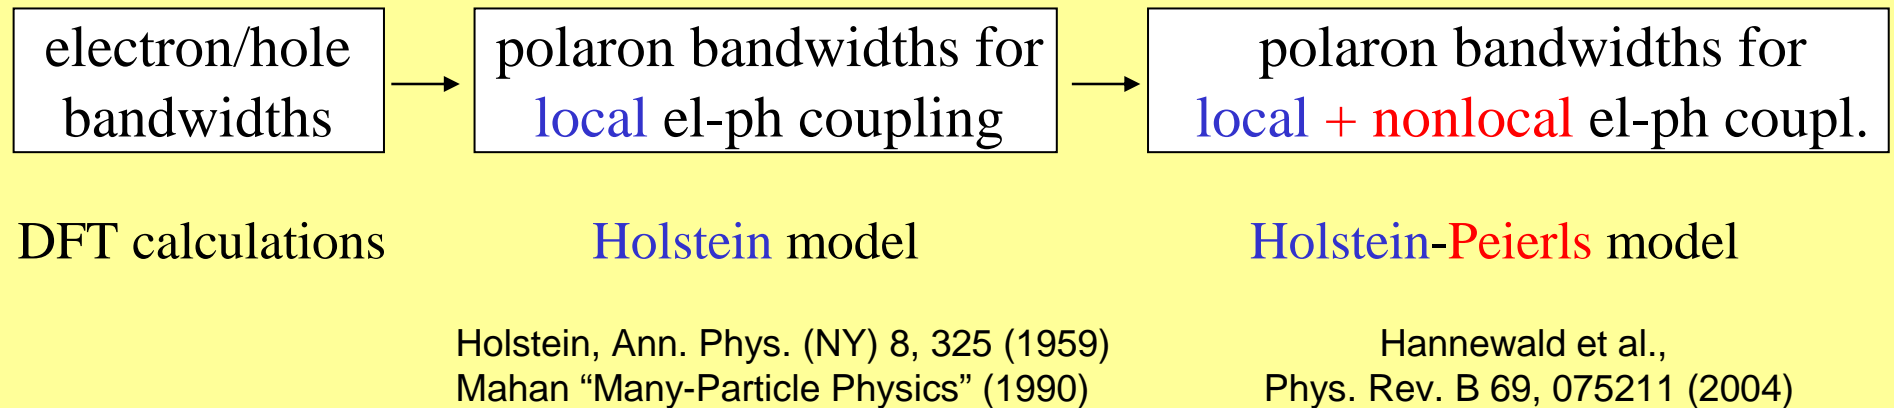 electron/hole
bandwidths
polaron bandwidths for
local el-ph coupling
polaron bandwidths for
local + nonlocal el-ph coupl.
DFT calculations
Holstein model
Holstein-Peierls model
Holstein, Ann. Phys. (NY) 8, 325 (1959)
Mahan “Many-Particle Physics” (1990)
Hannewald et al.,
Phys. Rev. B 69, 075211 (2004)